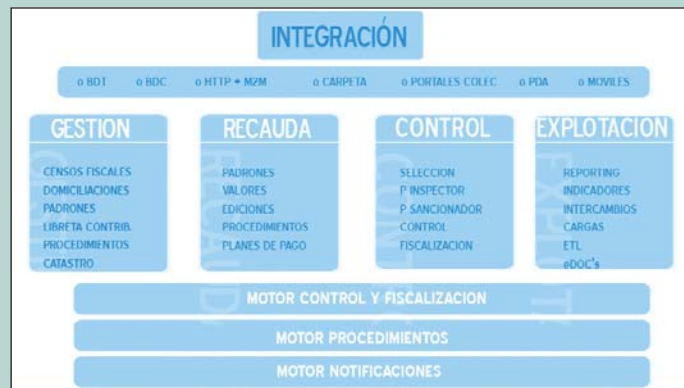 INTEGRACIÓN
o BDT o BDC o HTTP + M2M o CARPETA o PORTALES COLEC o PDA o MOVILES
GESTION
CENSOS FISCALES
DOMICILIACIONES
PADRONES
LIBRETA CONTRIB.
PROCEDIMIENTOS
CATASTRO
RECAUDA
PADRONES
VALORES
EDICIONES
PROCEDIMIENTOS
PLANES DE PAGO
CONTROL
SELECCION
P INSPECTOR
P SANCIONADOR
CONTROL
FISCALIZACION
EXPLOTACION
REPORTING
INDICADORES
INTERCAMBIOS
CARGAS
ETL
eDOC's
MOTOR CONTROL Y FISCALIZACION
MOTOR PROCEDIMIENTOS
MOTOR NOTIFICACIONES